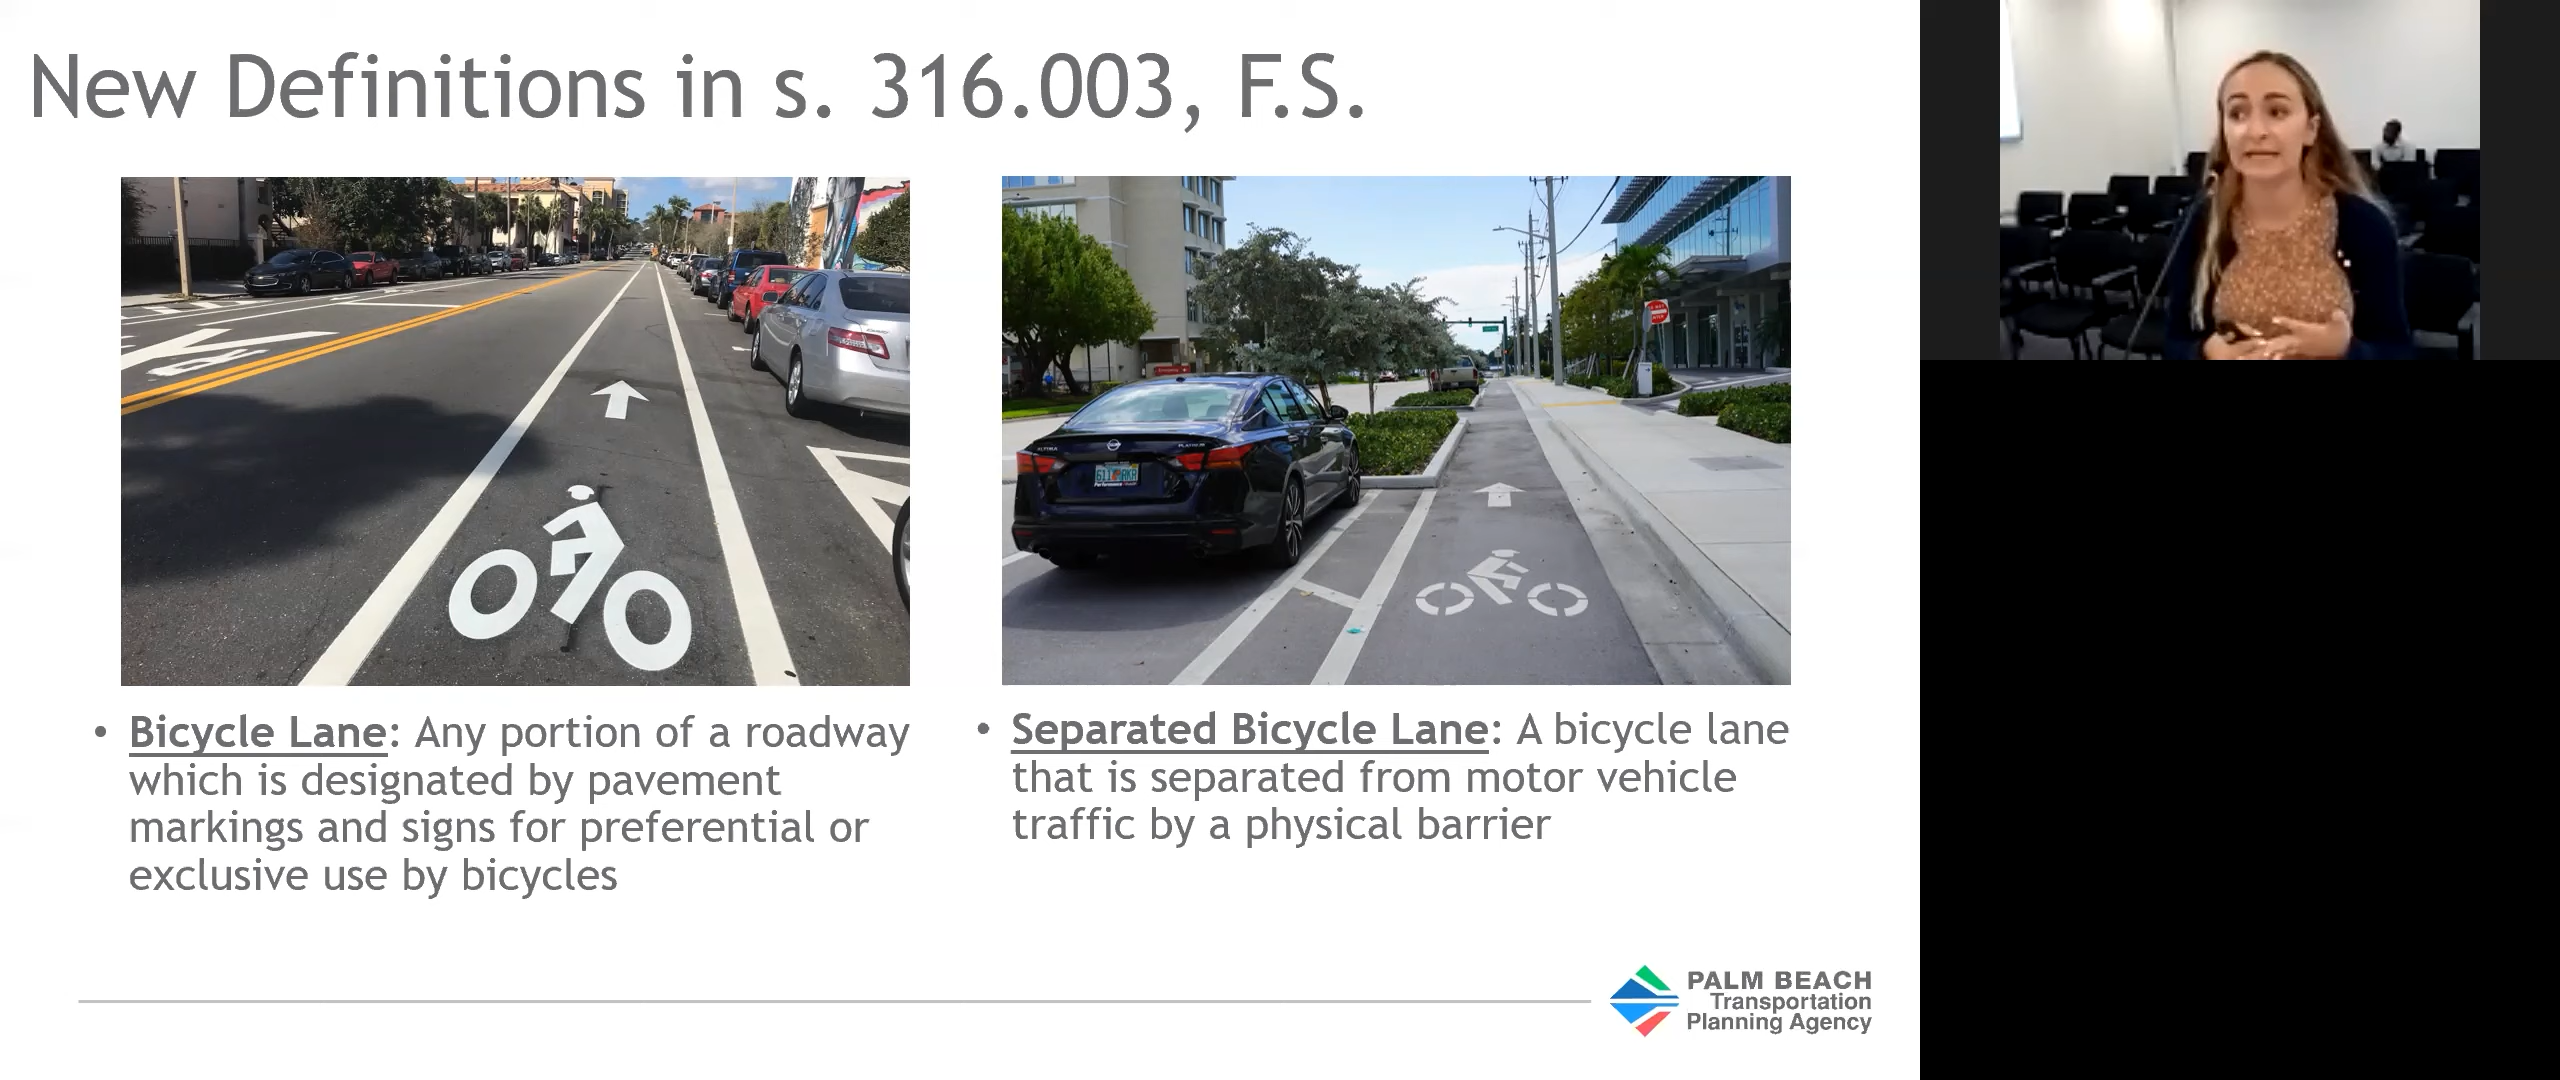 New Definitions in s. 316.003, F.S.
• Bicycle Lane: Any portion of a roadway
which is designated by pavement
markings and signs for preferential or
exclusive use by bicycles
• Separated Bicycle Lane: A bicycle lane
that is separated from motor vehicle
traffic by a physical barrier
PALM BEACH
Transportation
Planning Agency